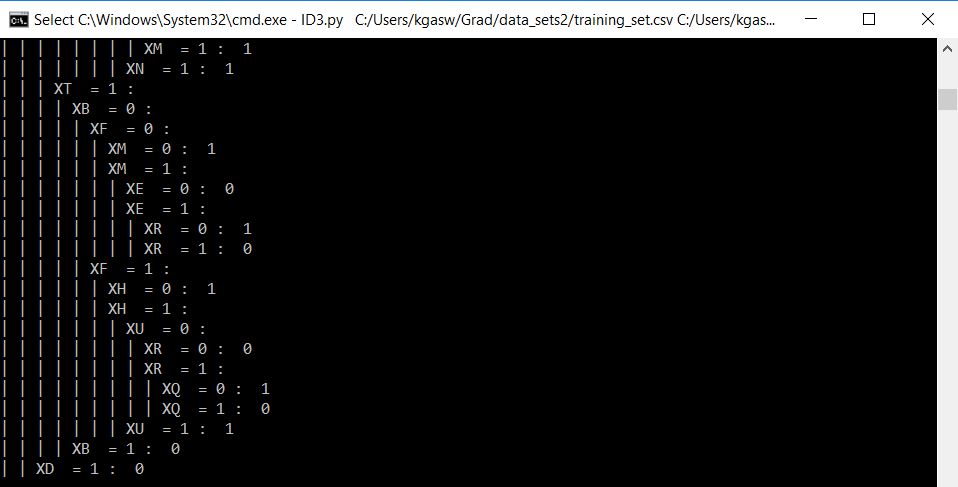 Select C:\Windows\System32\cmd.exe - ID3.py   C:/Users/kgasw/Grad/data_sets2/training_set.csv C:/Users/kgas...
| | | | | | | | XM  = 1 :  1
| | | | | | | XN  = 1 :  1
| | | XT  = 1 :
| | | | XB  = 0 :
| | | | | XF  = 0 :
| | | | | | XM  = 0 :  1
| | | | | | XM  = 1 :
| | | | | | | XE  = 0 :  0
| | | | | | | XE  = 1 :
| | | | | | | | XR  = 0 :  1
| | | | | | | | XR  = 1 :  0
| | | | | XF  = 1 :
| | | | | | XH  = 0 :  1
| | | | | | XH  = 1 :
| | | | | | | XU  = 0 :
| | | | | | | | XR  = 0 :  0
| | | | | | | | XR  = 1 :
| | | | | | | | | XQ  = 0 :  1
| | | | | | | | | XQ  = 1 :  0
| | | | | | | XU  = 1 :  1
| | | | XB  = 1 :  0
| | XD  = 1 :  0